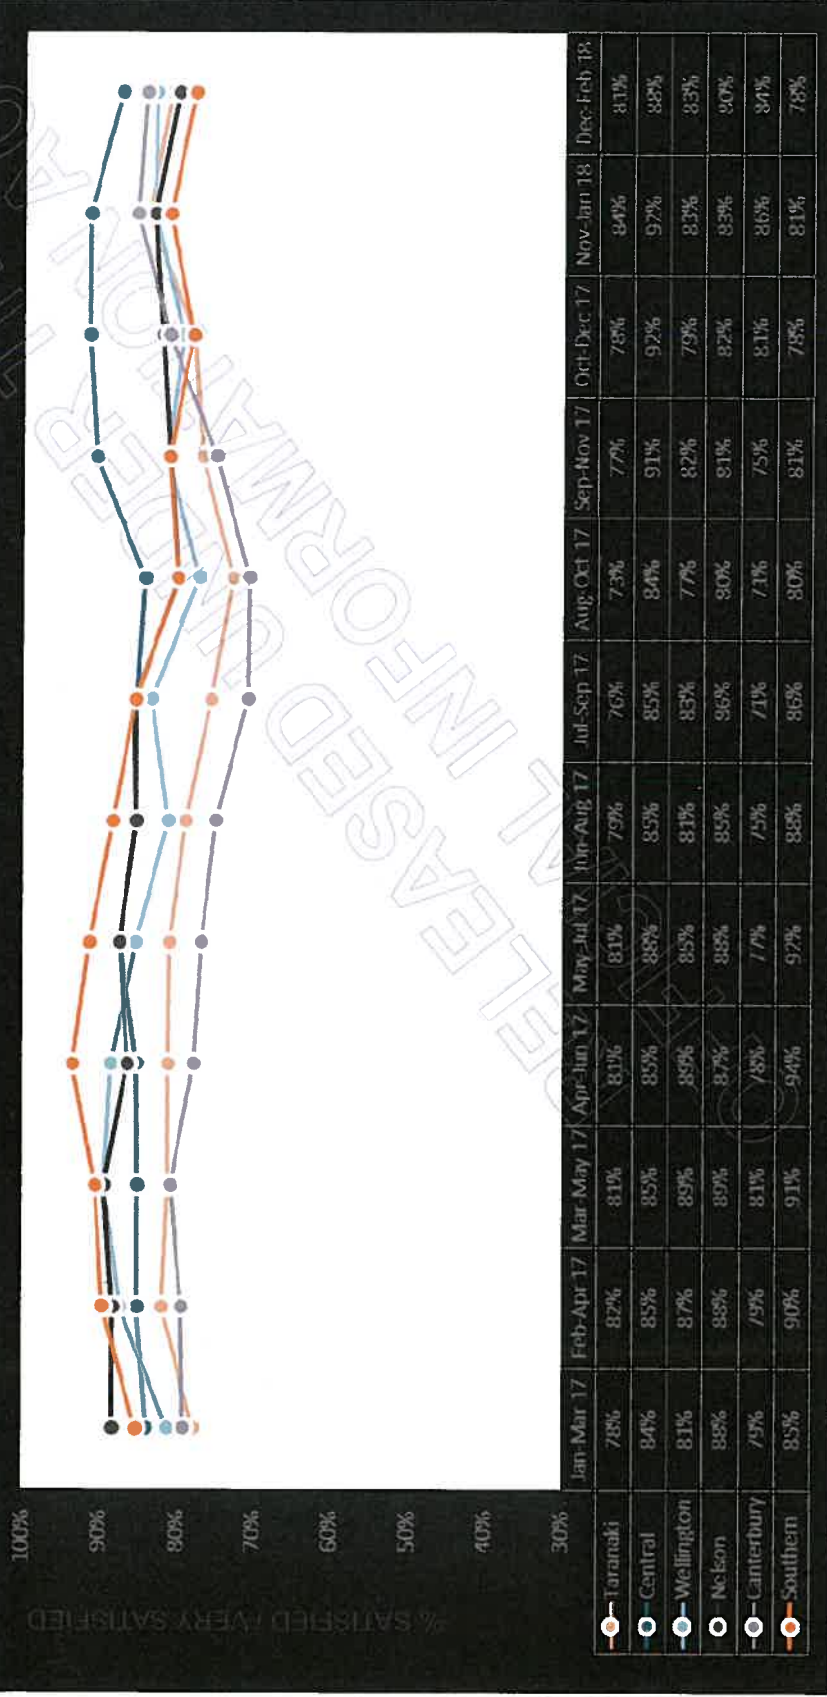 % SATISFIED / VERY SATISFIED
100%
90%
80%
70%
60%
50%
40%
30%
Jan-Mar 17 Feb-Apr 17 Mar-May 17 Apr-Jun 17 May-Jul 17 Jun-Aug 17 Jul-Sep 17 Aug-Oct 17 Sep-Nov 17 Oct-Dec 17 Nov-Jan 18 Dec-Feb 18
Taranaki 78% 82% 81% 81% 81% 79% 76% 73% 77% 78% 84% 81%
Central 84% 85% 85% 85% 88% 85% 85% 84% 91% 92% 92% 88%
Wellington 81% 87% 89% 89% 85% 81% 83% 77% 82% 79% 83% 83%
Nelson 88% 88% 89% 87% 88% 85% 86% 80% 81% 82% 83% 80%
Canterbury 79% 79% 81% 78% 77% 75% 71% 71% 75% 81% 86% 84%
Southern 85% 90% 91% 94% 92% 88% 86% 80% 81% 78% 81% 78%
RELEASED UNDER
INFORMATION